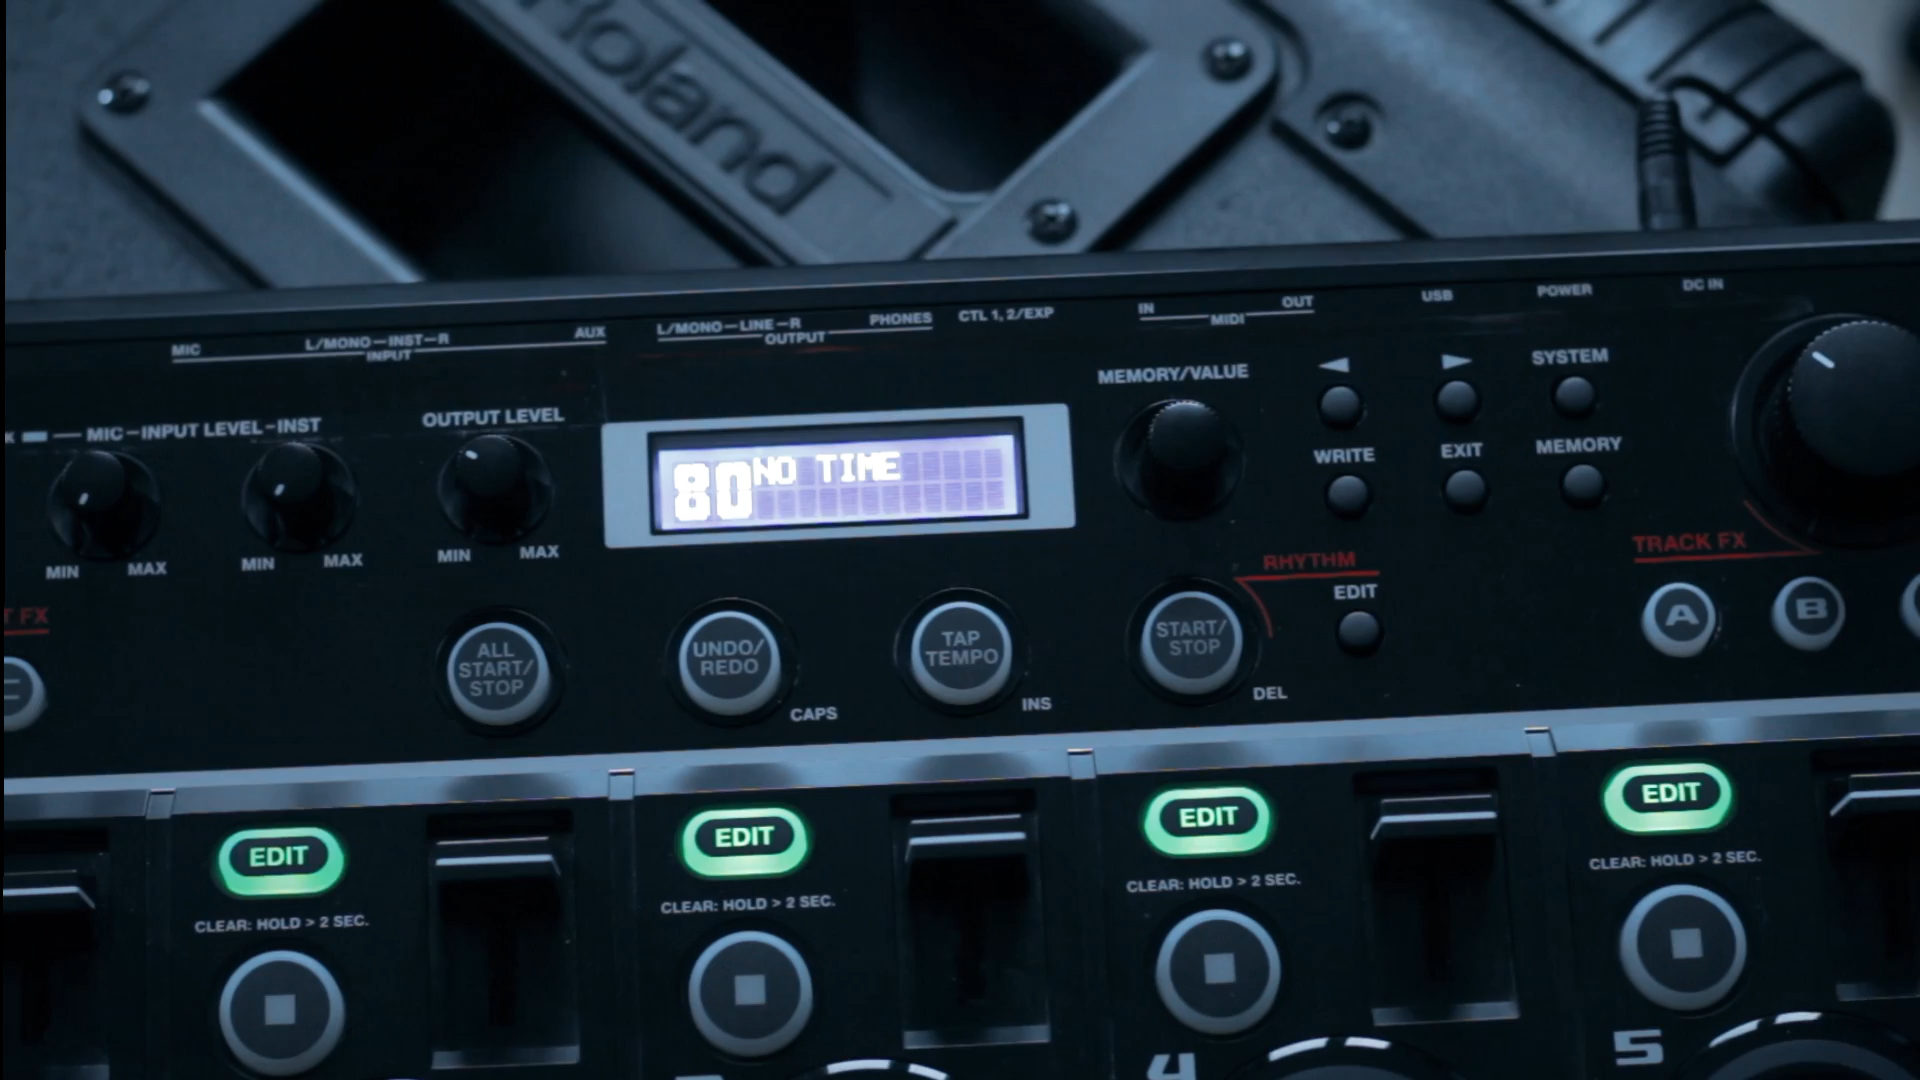 Roland
MIC L/MONO—INST—R AUX
INPUT
L/MONO—LINE—R PHONES
OUTPUT
CTL 1, 2/EXP
IN OUT
MIDI
USB
POWER
DC IN
MIC—INPUT LEVEL—INST
MIN MAX
MIN MAX
OUTPUT LEVEL
MIN MAX
80 NO TIME
MEMORY/VALUE
◄ ► SYSTEM
WRITE EXIT MEMORY
RHYTHM
EDIT
TRACK FX
A B
T FX
ALL
START/
STOP
UNDO/
REDO
CAPS
TAP
TEMPO
INS
START/
STOP
DEL
EDIT
CLEAR: HOLD > 2 SEC.
EDIT
CLEAR: HOLD > 2 SEC.
EDIT
CLEAR: HOLD > 2 SEC.
EDIT
CLEAR: HOLD > 2 SEC.
4
5